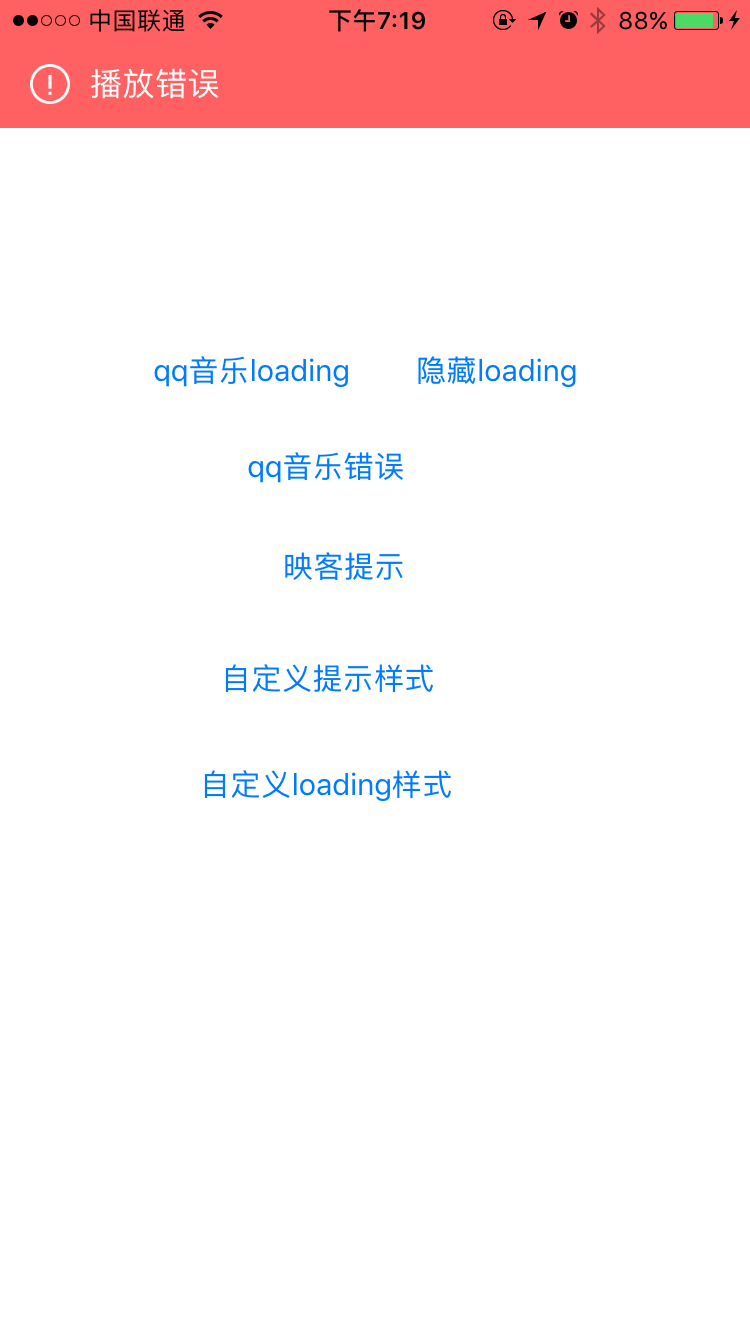 中国联通 下午7:19 88%
播放错误
qq音乐loading 隐藏loading
qq音乐错误
映客提示
自定义提示样式
自定义loading样式